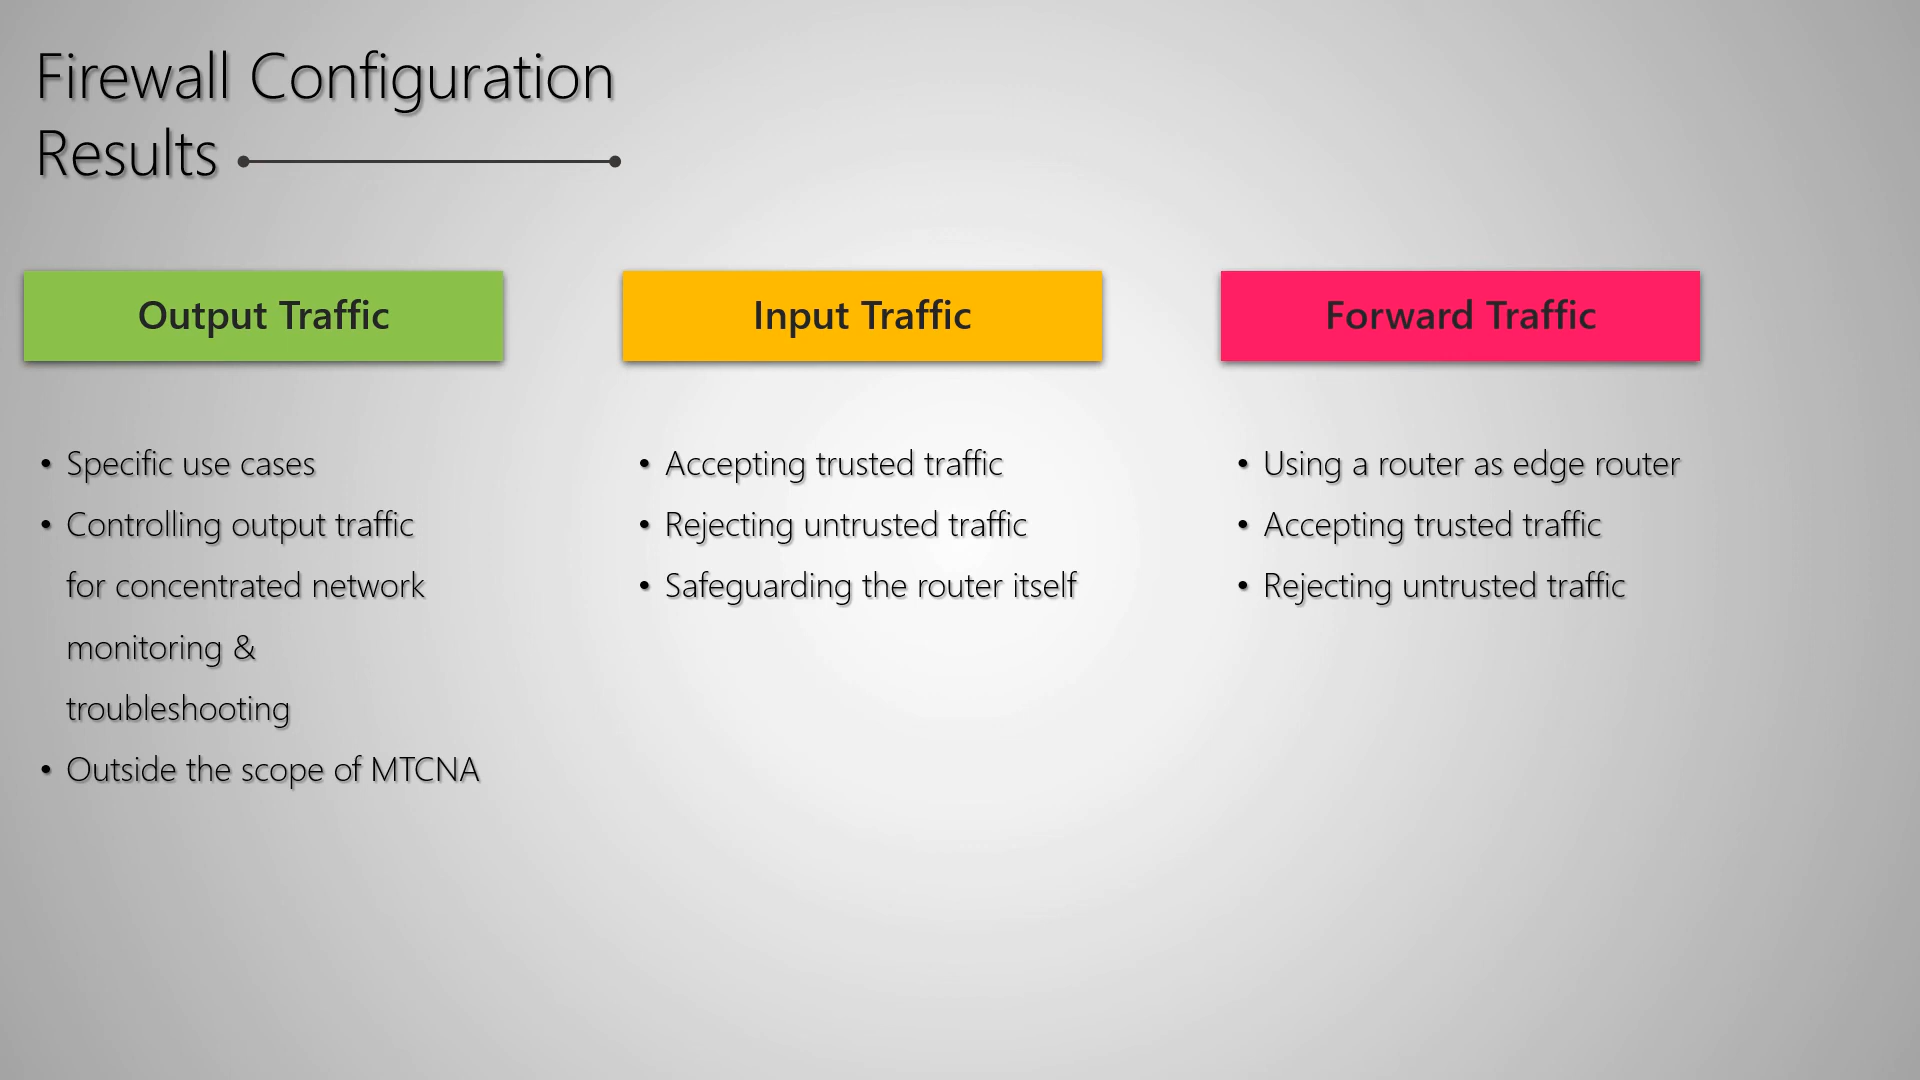 Firewall Configuration
Results
Output Traffic
• Specific use cases
• Controlling output traffic
for concentrated network
monitoring &
troubleshooting
• Outside the scope of MTCNA
Input Traffic
• Accepting trusted traffic
• Rejecting untrusted traffic
• Safeguarding the router itself
Forward Traffic
• Using a router as edge router
• Accepting trusted traffic
• Rejecting untrusted traffic